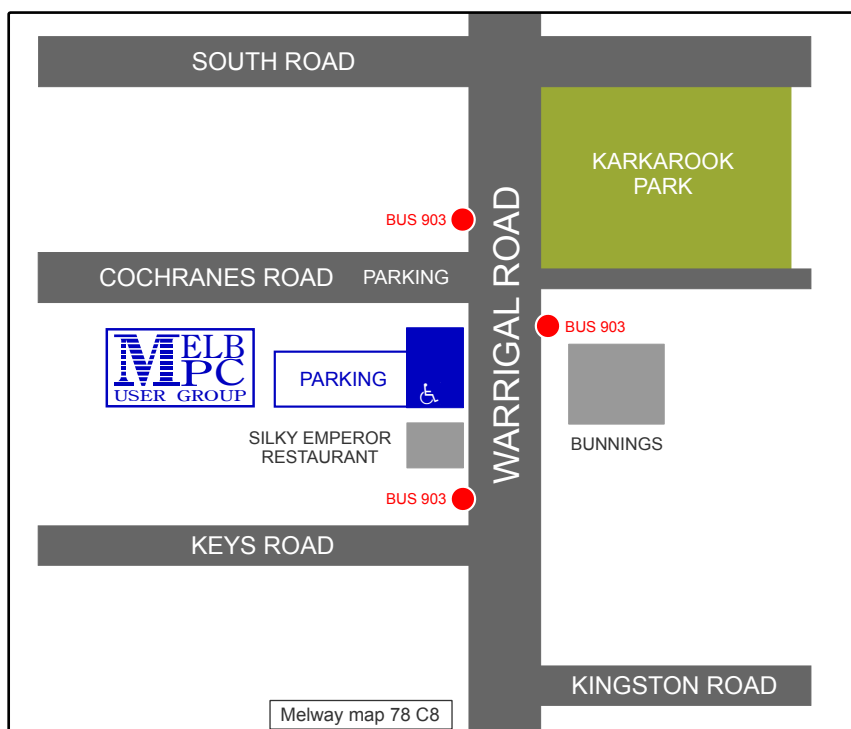 SOUTH ROAD
KARKAROOK
PARK
BUS 903
WARRIGAL ROAD
COCHRANES ROAD
PARKING
BUS 903
MELB
PC
USER GROUP
PARKING
SILKY EMPEROR
RESTAURANT
BUNNINGS
BUS 903
KEYS ROAD
KINGSTON ROAD
Melway map 78 C8